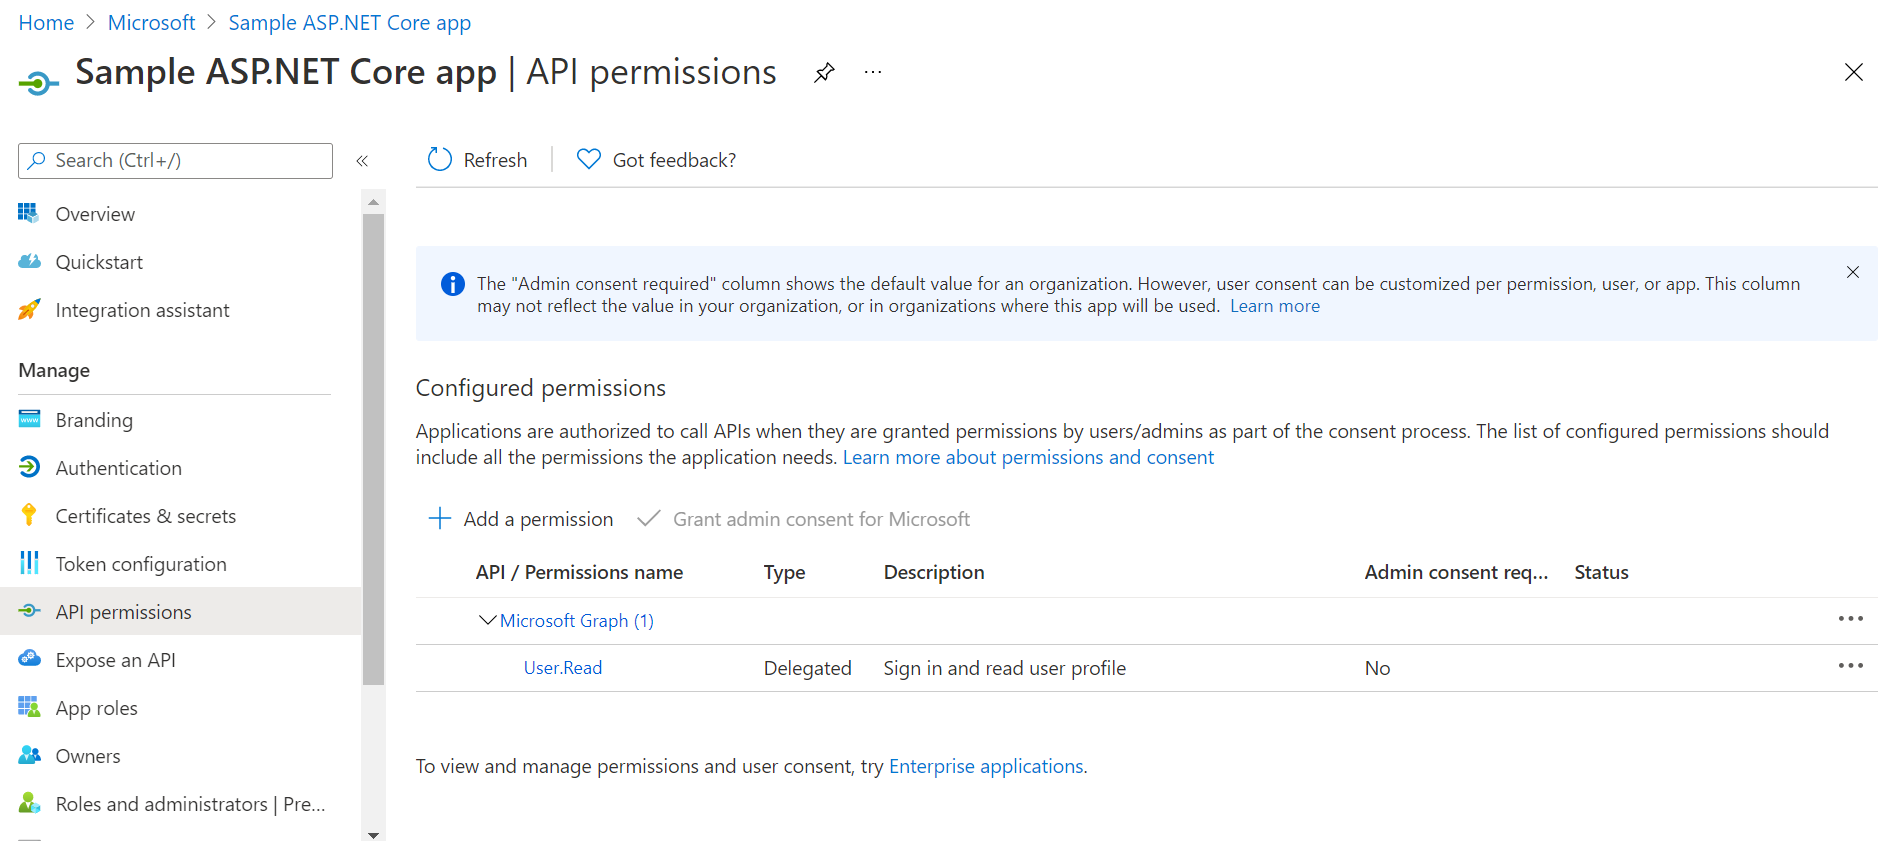 Home > Microsoft > Sample ASP.NET Core app
Sample ASP.NET Core app | API permissions
Search (Ctrl+/)
Refresh
Got feedback?
Overview
Quickstart
Integration assistant
Manage
Branding
Authentication
Certificates & secrets
Token configuration
API permissions
Expose an API
App roles
Owners
Roles and administrators | Pre...
The "Admin consent required" column shows the default value for an organization. However, user consent can be customized per permission, user, or app. This column
may not reflect the value in your organization, or in organizations where this app will be used. Learn more
Configured permissions
Applications are authorized to call APIs when they are granted permissions by users/admins as part of the consent process. The list of configured permissions should
include all the permissions the application needs. Learn more about permissions and consent
Add a permission Grant admin consent for Microsoft
API / Permissions name Type Description Admin consent req... Status
Microsoft Graph (1)
User.Read Delegated Sign in and read user profile No
To view and manage permissions and user consent, try Enterprise applications.